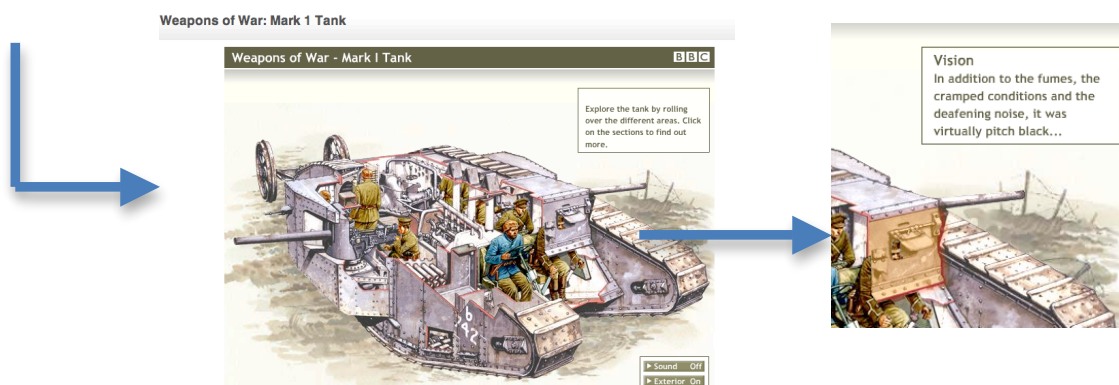 Weapons of War: Mark 1 Tank
Weapons of War - Mark I Tank
BBC
Explore the tank by rolling
over the different areas. Click
on the sections to find out
more.
6
742
Sound Off
Exterior On
Vision
In addition to the fumes, the
cramped conditions and the
deafening noise, it was
virtually pitch black...